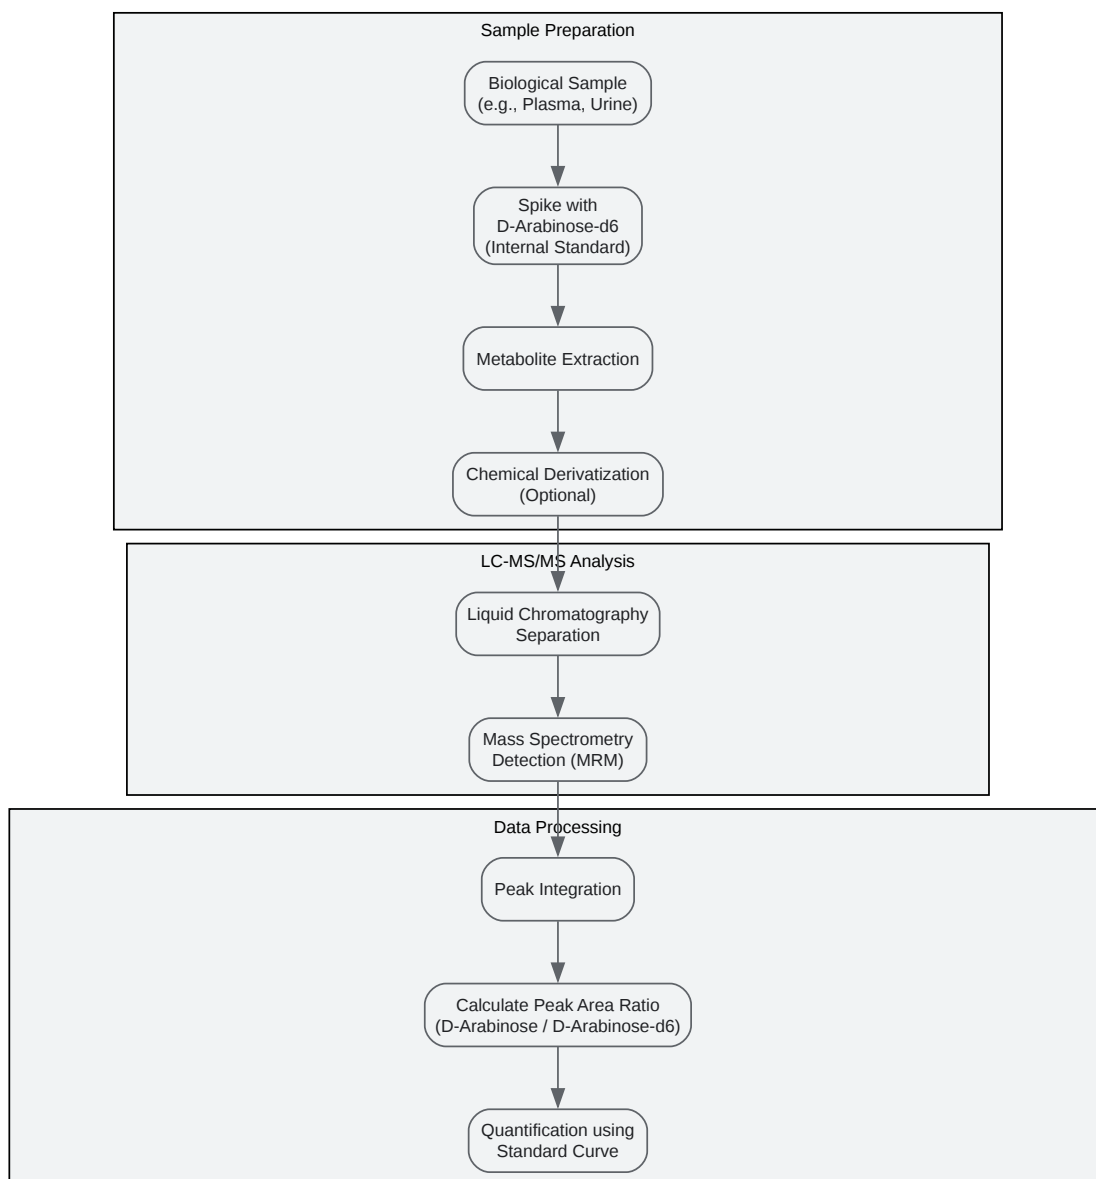 Sample Preparation
Biological Sample
(e.g., Plasma, Urine)
Spike with
D-Arabinose-d6
(Internal Standard)
Metabolite Extraction
Chemical Derivatization
(Optional)
LC-MS/MS Analysis
Liquid Chromatography
Separation
Mass Spectrometry
Detection (MRM)
Data Processing
Peak Integration
Calculate Peak Area Ratio
(D-Arabinose / D-Arabinose-d6)
Quantification using
Standard Curve